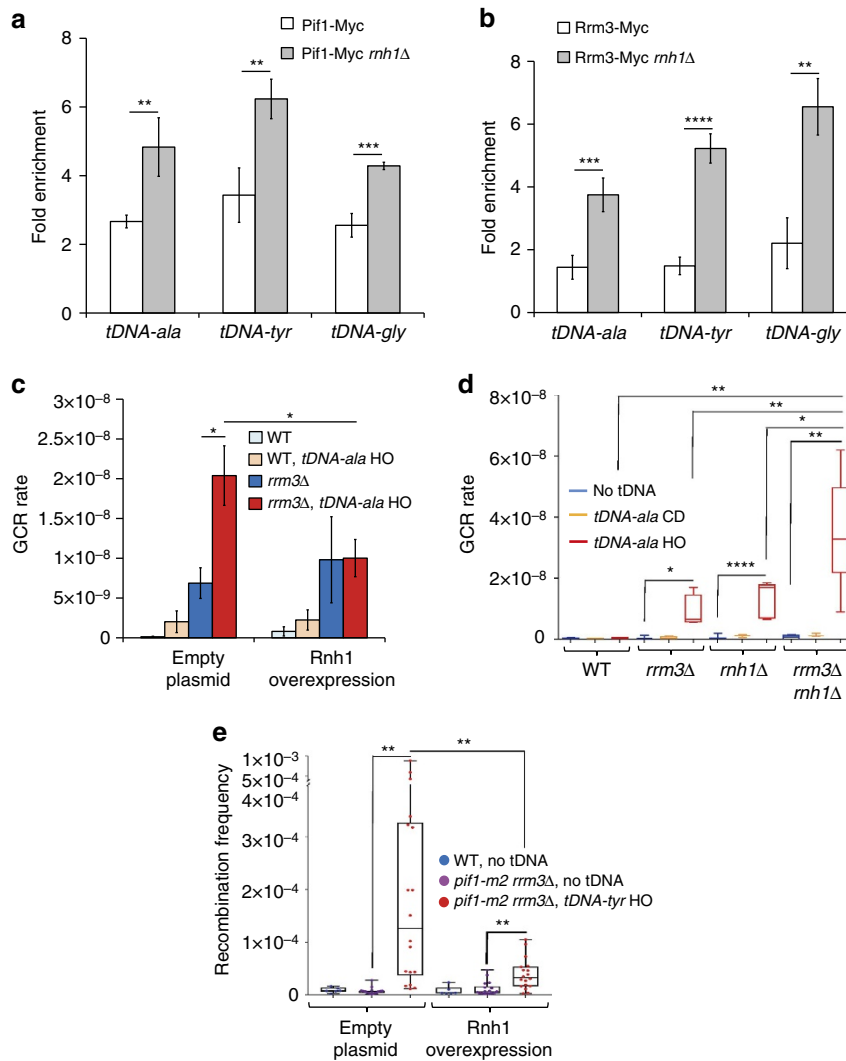 a
Pif1-Myc
Pif1-Myc rnh1Δ
Fold enrichment
8
6
4
2
0
**
**
***
tDNA-ala
tDNA-tyr
tDNA-gly
b
Rrm3-Myc
Rrm3-Myc rnh1Δ
Fold enrichment
8
6
4
2
0
***
****
**
tDNA-ala
tDNA-tyr
tDNA-gly
c
GCR rate
3×10⁻⁸
2.5×10⁻⁸
2×10⁻⁸
1.5×10⁻⁸
1×10⁻⁸
5×10⁻⁹
0
*
*
WT
WT, tDNA-ala HO
rrm3Δ
rrm3Δ, tDNA-ala HO
Empty
plasmid
Rnh1
overexpression
d
GCR rate
8×10⁻⁸
6×10⁻⁸
4×10⁻⁸
2×10⁻⁸
0
**
**
*
**
No tDNA
tDNA-ala CD
tDNA-ala HO
*
****
WT
rrm3Δ
rnh1Δ
rrm3Δ
rnh1Δ
e
Recombination frequency
1×10⁻³
5×10⁻⁴
4×10⁻⁴
3×10⁻⁴
2×10⁻⁴
1×10⁻⁴
0
**
**
WT, no tDNA
pif1-m2 rrm3Δ, no tDNA
pif1-m2 rrm3Δ, tDNA-tyr HO
**
Empty
plasmid
Rnh1
overexpression